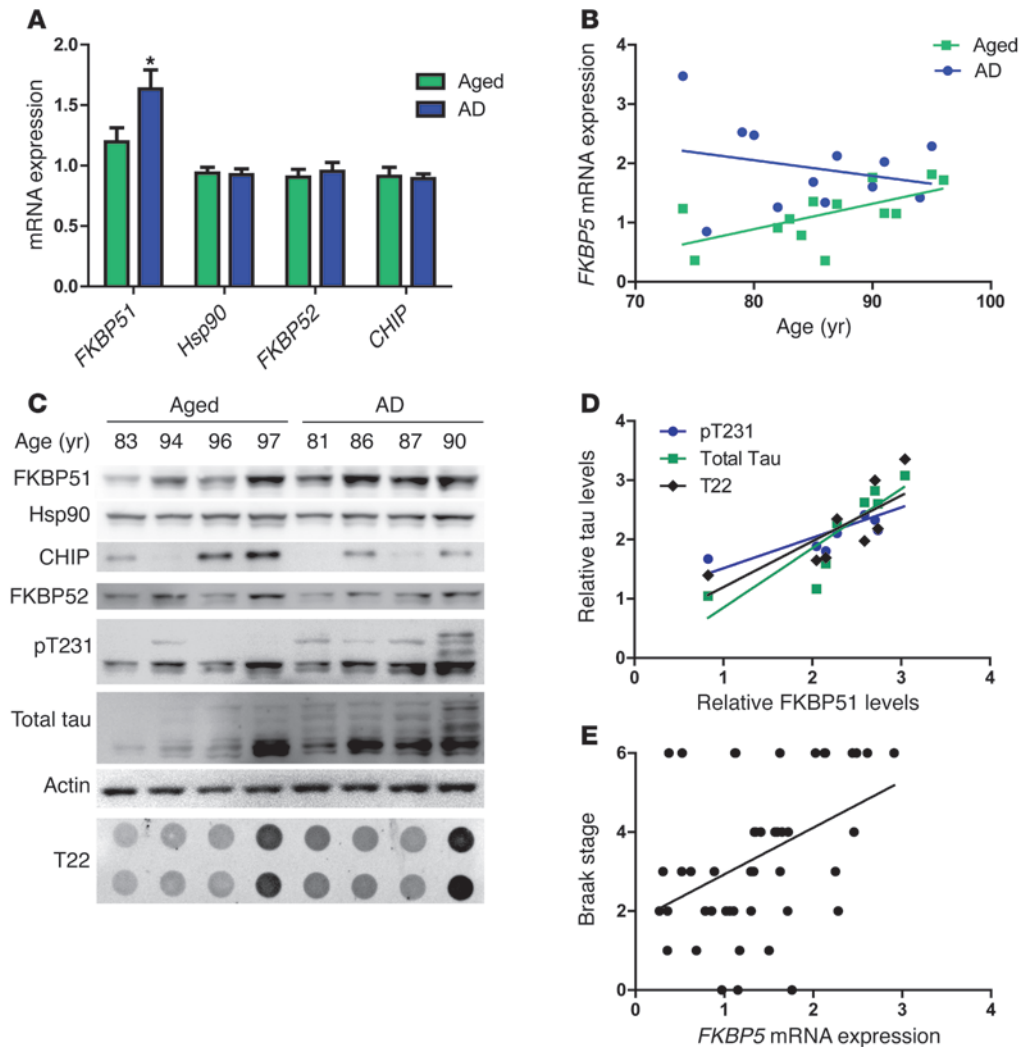 A
2.0
1.5
1.0
0.5
0.0
mRNA expression
*
Aged
AD
FKBP51
Hsp90
FKBP52
CHIP
B
4
3
2
1
0
FKBP5 mRNA expression
Aged
AD
70
80
90
100
Age (yr)
C
Aged
AD
Age (yr) 83 94 96 97 81 86 87 90
FKBP51
Hsp90
CHIP
FKBP52
pT231
Total tau
Actin
T22
D
4
3
2
1
0
Relative tau levels
pT231
Total Tau
T22
0
1
2
3
4
Relative FKBP51 levels
E
6
4
2
0
Braak stage
0
1
2
3
4
FKBP5 mRNA expression